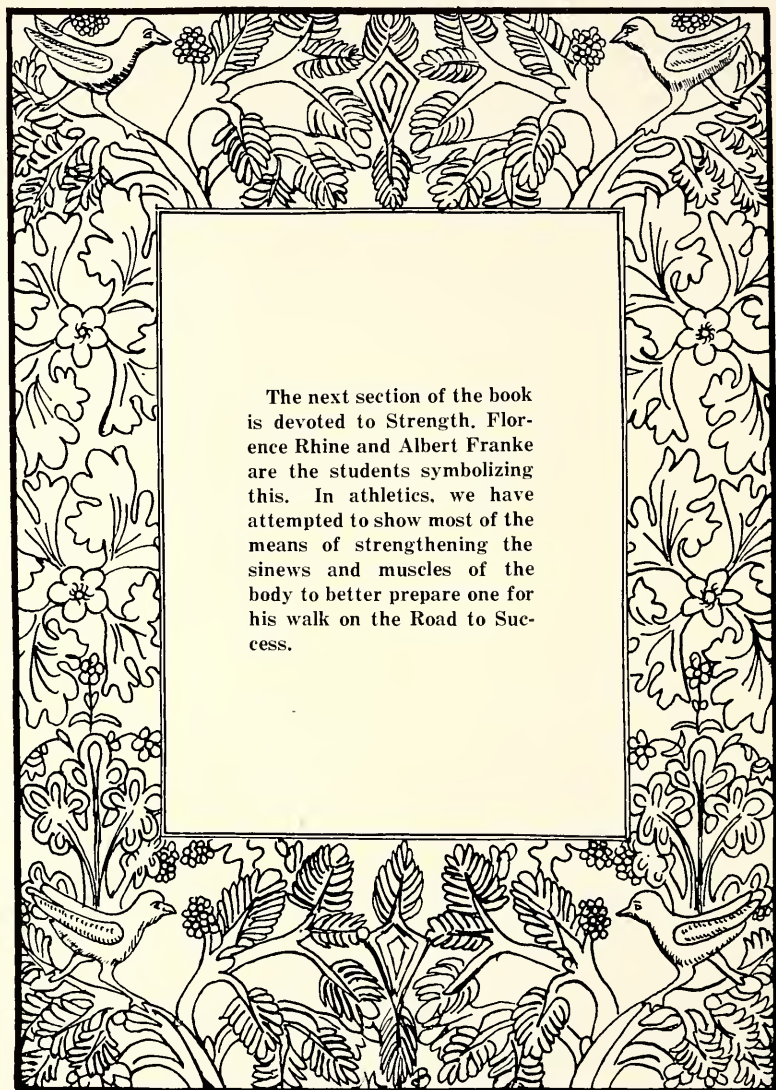 The next section of the book
is devoted to Strength. Flor-
ence Rhine and Albert Franke
are the students symbolizing
this. In athletics, we have
attempted to show most of the
means of strengthening the
sinews and muscles of the
body to better prepare one for
his walk on the Road to Suc-
cess.